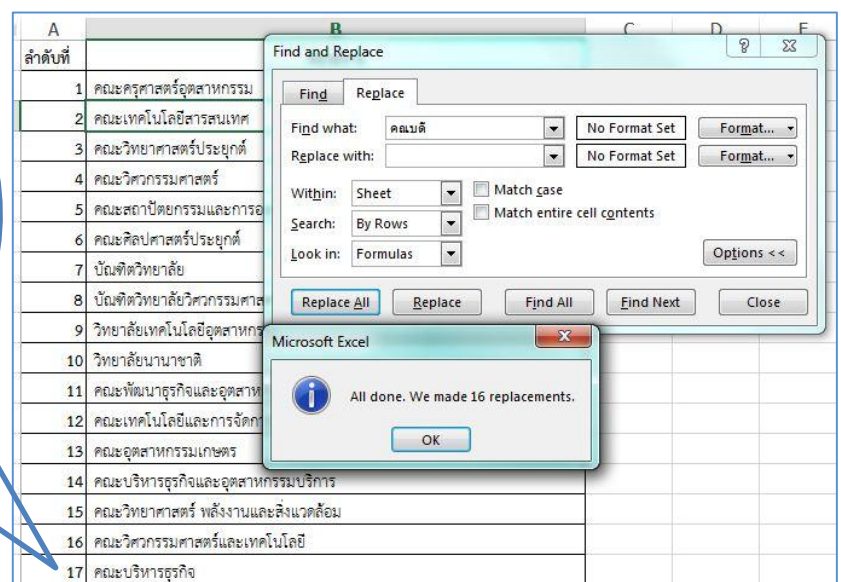 A B C D
ลำดับที่
1 คณะครุศาสตร์อุตสาหกรรม
2 คณะเทคโนโลยีสารสนเทศ
3 คณะวิทยาศาสตร์ประยุกต์
4 คณะวิศวกรรมศาสตร์
5 คณะสถาปัตยกรรมและการอ
6 คณะศิลปศาสตร์ประยุกต์
7 บัณฑิตวิทยาลัย
8 บัณฑิตวิทยาลัยวิศวกรรมศาส
9 วิทยาลัยเทคโนโลยีอุตสาหกร
10 วิทยาลัยนานาชาติ
11 คณะพัฒนาธุรกิจและอุตสาห
12 คณะเทคโนโลยีและการจัดก
13 คณะอุตสาหกรรมเกษตร
14 คณะบริหารธุรกิจและอุตสาหกรรมบริการ
15 คณะวิทยาศาสตร์ พลังงานและสิ่งแวดล้อม
16 คณะวิศวกรรมศาสตร์และเทคโนโลยี
17 คณะบริหารธุรกิจ
Find and Replace
Find Replace
Find what: คณบดี No Format Set Format...
Replace with: No Format Set Format...
Within: Sheet Match case
Match entire cell contents
Search: By Rows
Look in: Formulas Options <<
Replace All Replace Find All Find Next Close
Microsoft Excel
All done. We made 16 replacements.
OK